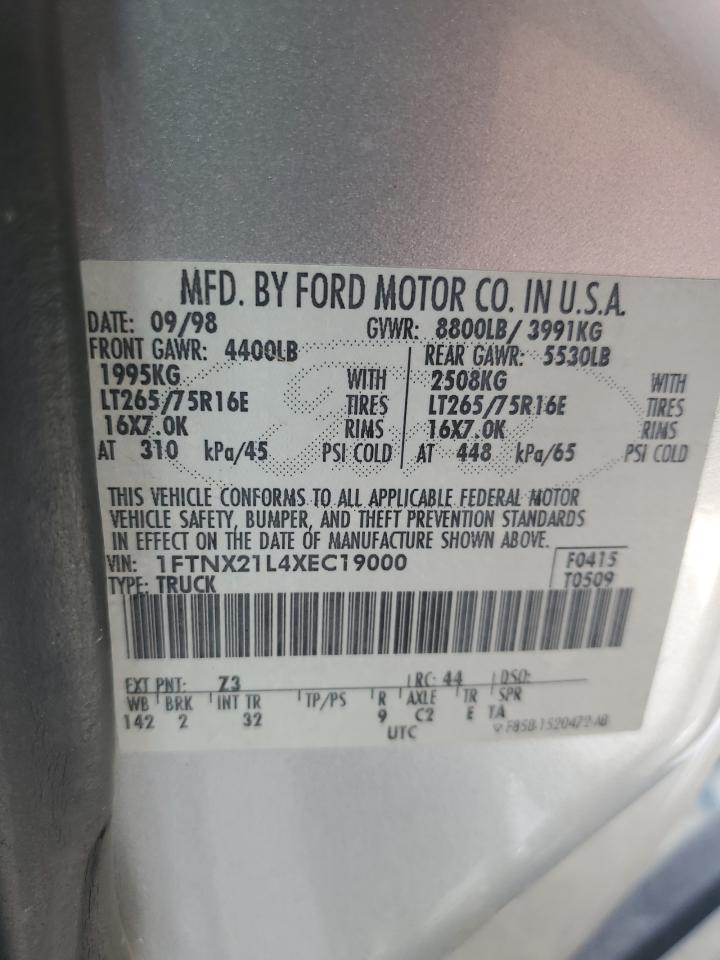 MFD. BY FORD MOTOR CO. IN U.S.A.
DATE: 09/98 GVWR: 8800LB/ 3991KG
FRONT GAWR: 4400LB REAR GAWR: 5530LB
1995KG WITH 2508KG WITH
LT265/75R16E TIRES LT265/75R16E TIRES
16X7.0K RIMS 16X7.0K RIMS
AT 310 kPa/45 PSI COLD AT 448 kPa/65 PSI COLD
THIS VEHICLE CONFORMS TO ALL APPLICABLE FEDERAL MOTOR
VEHICLE SAFETY, BUMPER, AND THEFT PREVENTION STANDARDS
IN EFFECT ON THE DATE OF MANUFACTURE SHOWN ABOVE.
VIN: 1FTNX21L4XEC19000 F0415
TYPE: TRUCK T0509
EXT PNT: Z3 RC: 44 DSO:
WB BRK INT TR TP/PS R AXLE TR SPR
142 2 32 9 C2 E TA
UTC F85B-1520472-AB